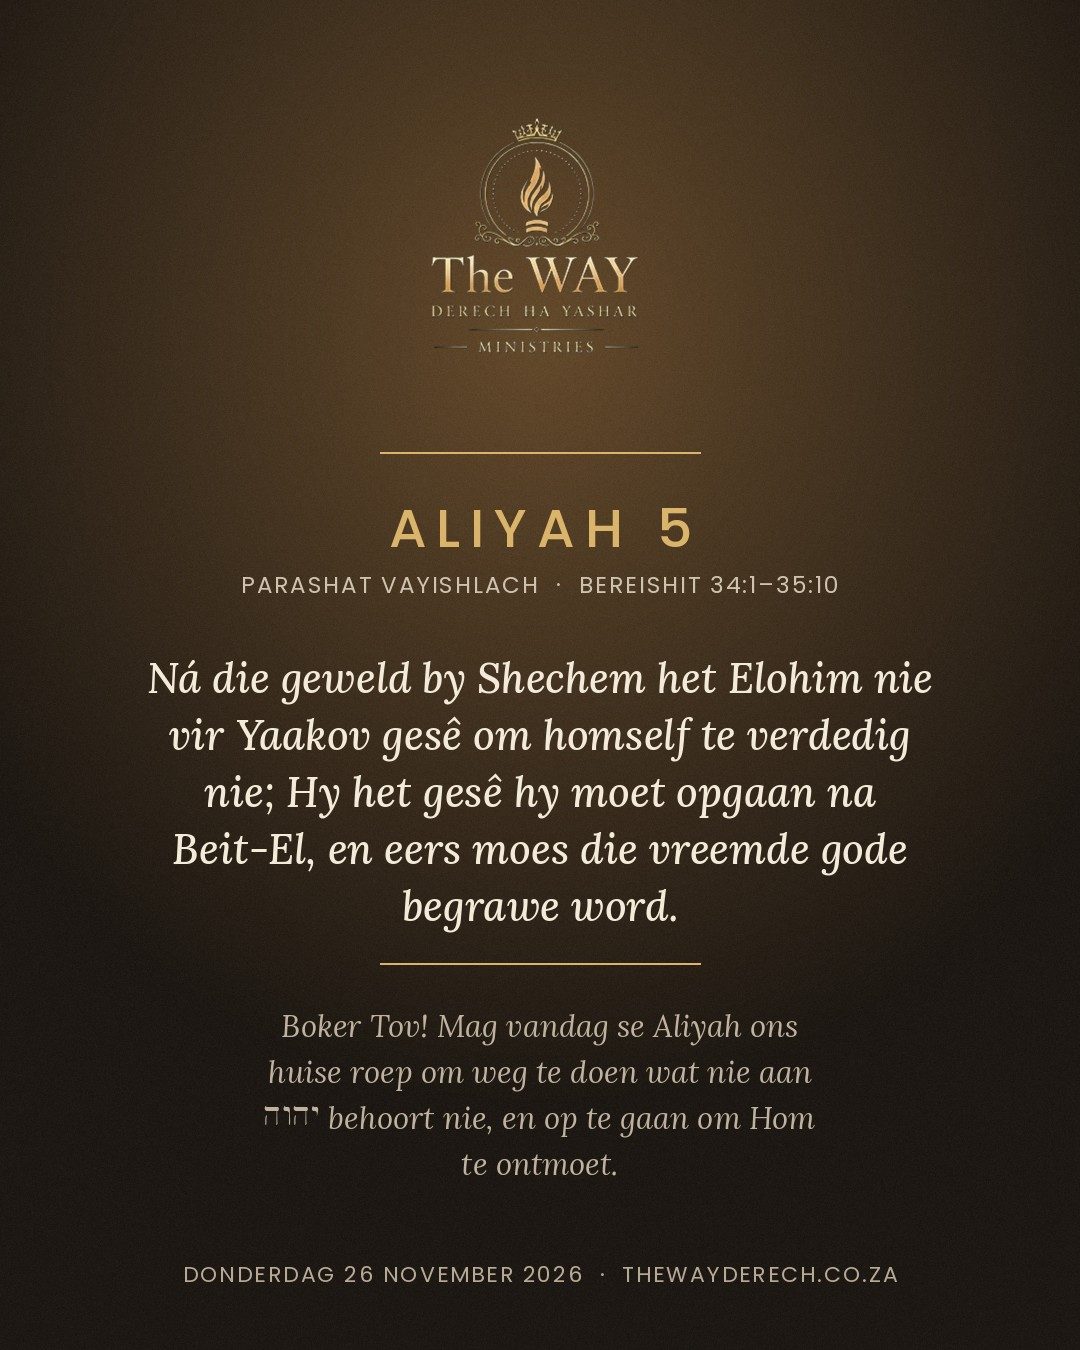 The WAY
DERECH HA YASHAR
MINISTRIES
ALIYAH 5
PARASHAT VAYISHLACH · BEREISHIT 34:1–35:10
Ná die geweld by Shechem het Elohim nie
vir Yaakov gesê om homself te verdedig
nie; Hy het gesê hy moet opgaan na
Beit-El, en eers moes die vreemde gode
begrawe word.
Boker Tov! Mag vandag se Aliyah ons
huise roep om weg te doen wat nie aan
יהוה behoort nie, en op te gaan om Hom
te ontmoet.
DONDERDAG 26 NOVEMBER 2026 · THEWAYDERECH.CO.ZA